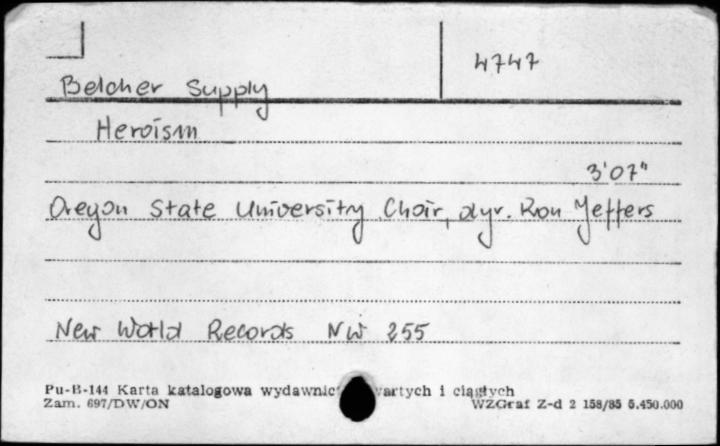 4747
Belcher Supply
Heroism
3'07"
Oregon State University Choir, dyr. Ron Jeffers
New World Records NW 255
Pu-B-144 Karta katalogowa wydawnic wartych i ciągłych
Zam. 697/DW/ON WZGraf Z-d 2 158/85 5.450.000